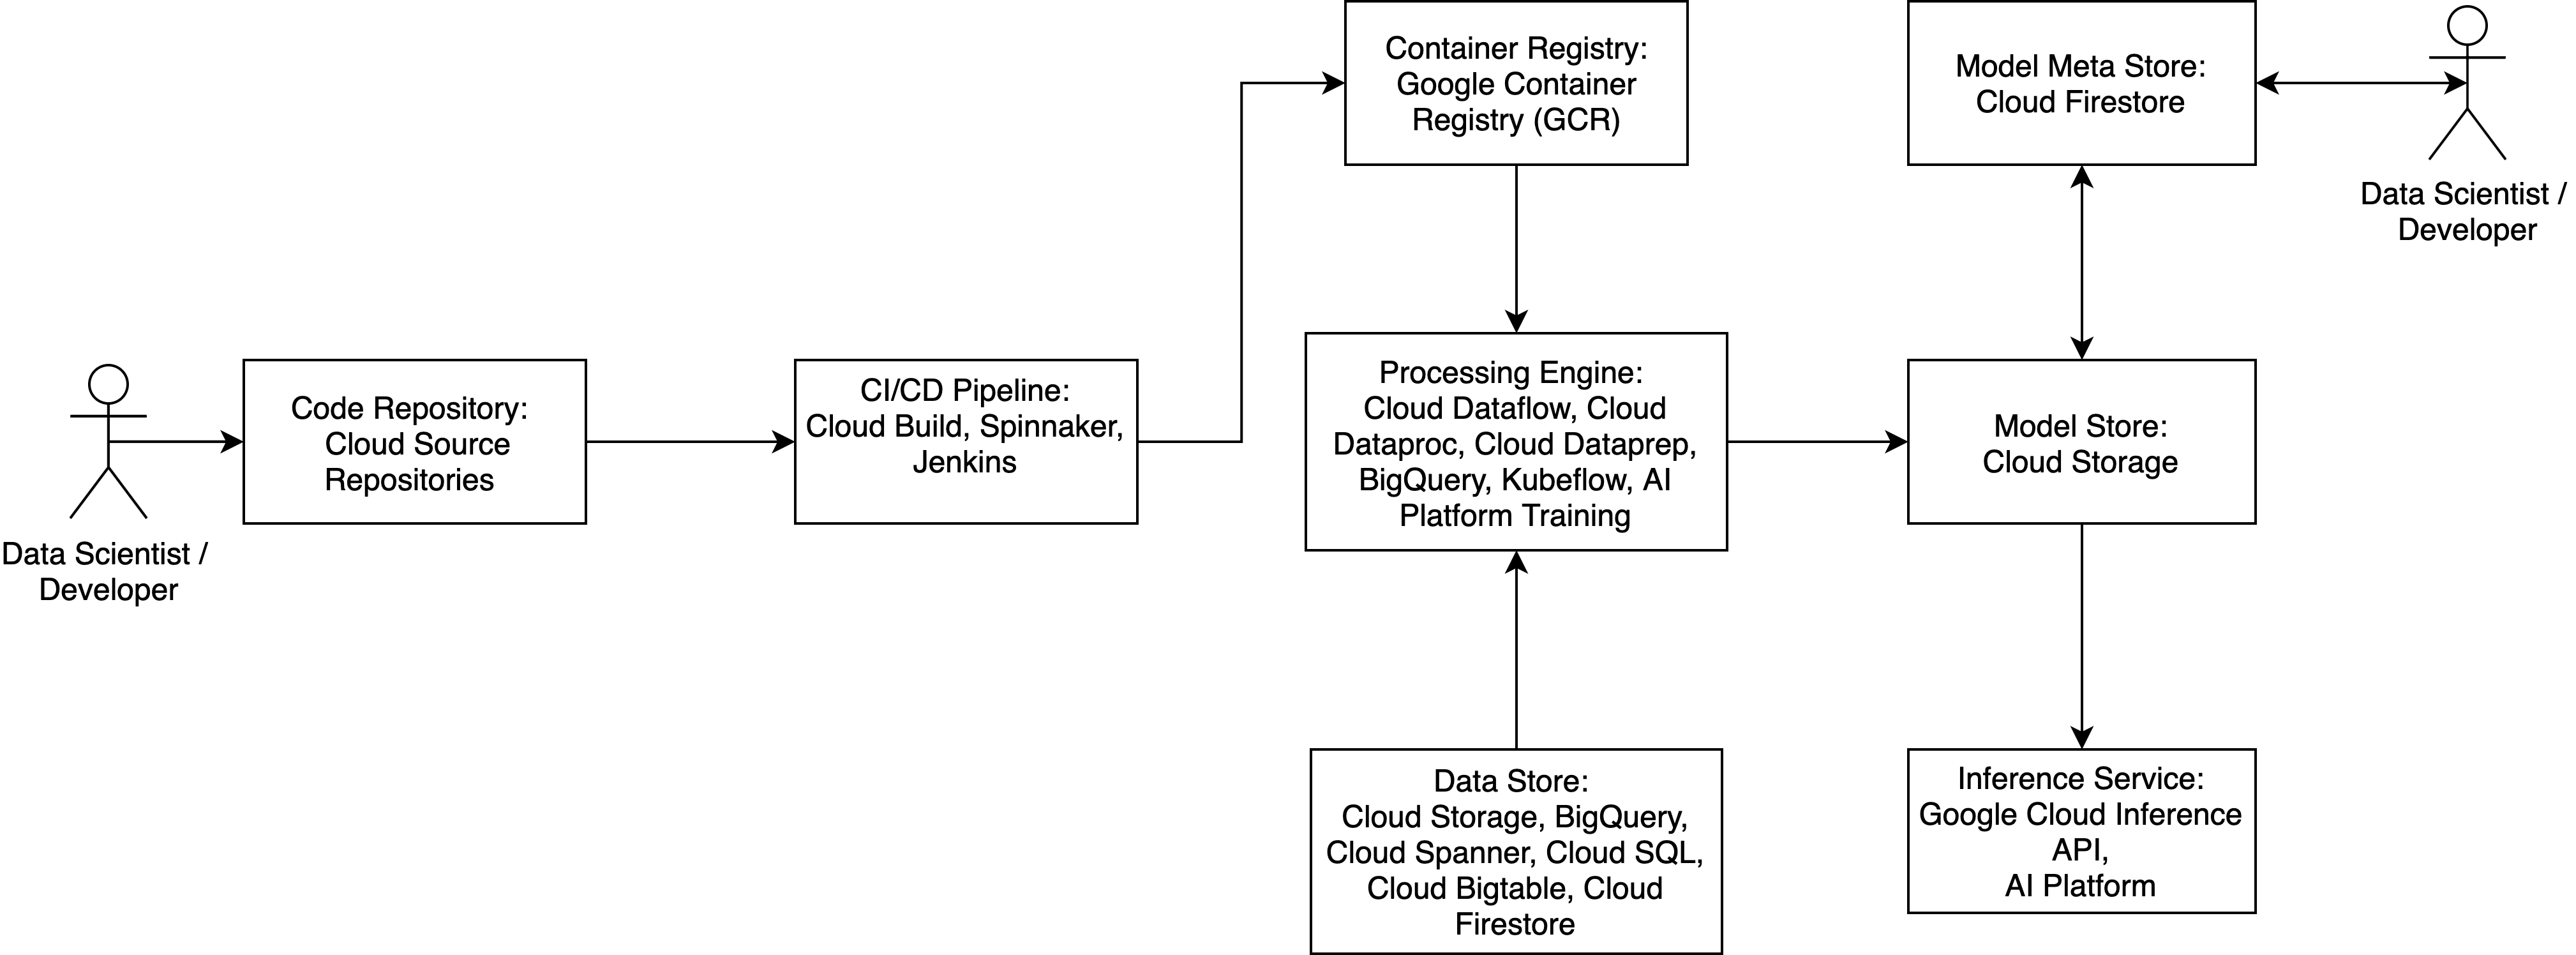 Data Scientist /
Developer
Code Repository:
Cloud Source
Repositories
CI/CD Pipeline:
Cloud Build, Spinnaker,
Jenkins
Container Registry:
Google Container
Registry (GCR)
Processing Engine:
Cloud Dataflow, Cloud
Dataproc, Cloud Dataprep,
BigQuery, Kubeflow, AI
Platform Training
Data Store:
Cloud Storage, BigQuery,
Cloud Spanner, Cloud SQL,
Cloud Bigtable, Cloud
Firestore
Model Meta Store:
Cloud Firestore
Model Store:
Cloud Storage
Inference Service:
Google Cloud Inference
API,
AI Platform
Data Scientist /
Developer